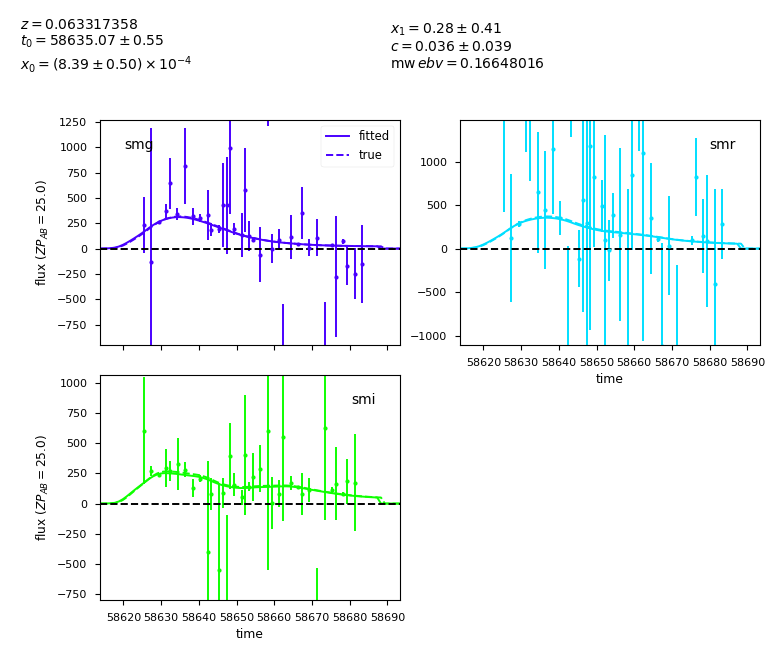 z = 0.063317358
t₀ = 58635.07 ± 0.55
x₀ = (8.39 ± 0.50) × 10⁻⁴
x₁ = 0.28 ± 0.41
c = 0.036 ± 0.039
mw ebv = 0.16648016
smg
fitted
true
1250
1000
750
500
250
0
−250
−500
−750
flux (ZP_AB = 25.0)
smr
1000
500
0
−500
−1000
58620 58630 58640 58650 58660 58670 58680 58690
time
smi
1000
750
500
250
0
−250
−500
−750
flux (ZP_AB = 25.0)
58620 58630 58640 58650 58660 58670 58680 58690
time